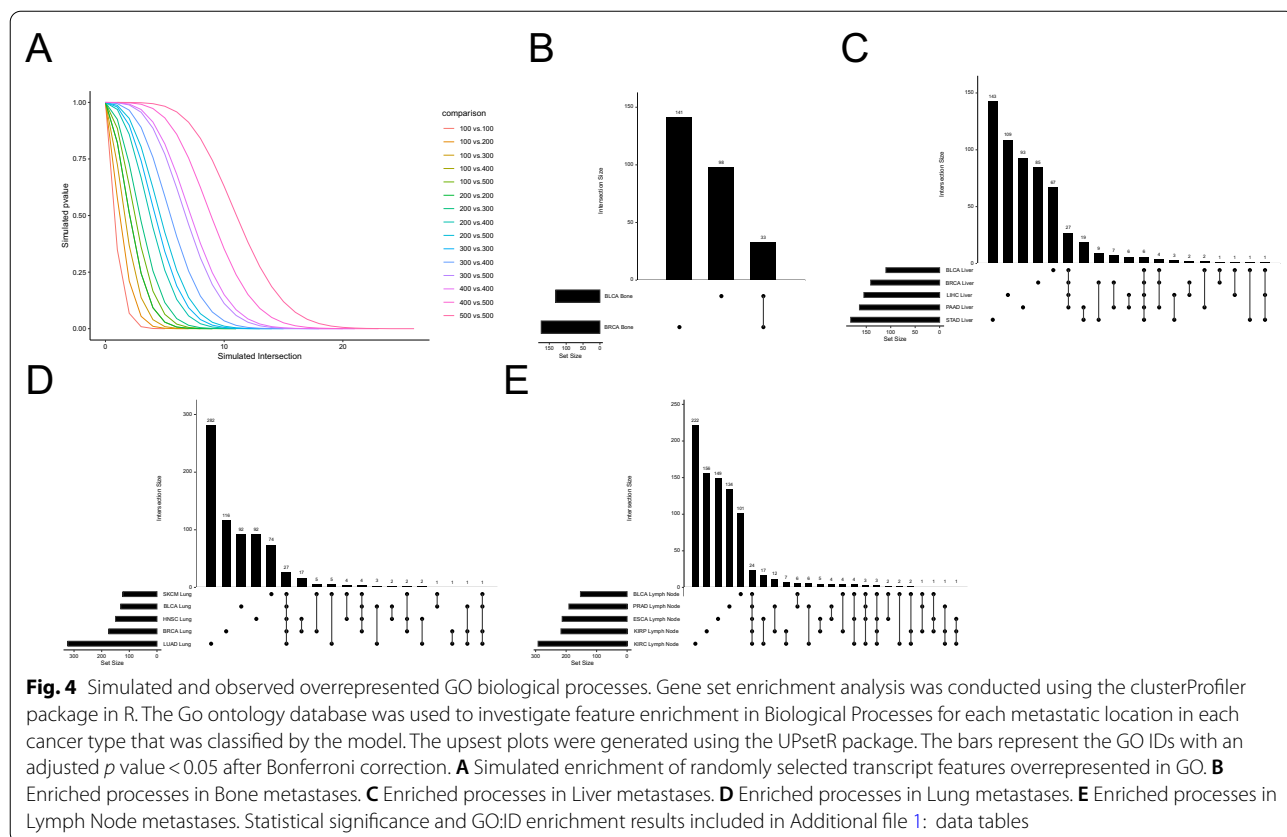 A
1.00
0.75
0.50
0.25
0.00
Simulated pvalue
0
10
20
Simulated Intersection
comparison
100 vs.100
100 vs.200
100 vs.300
100 vs.400
100 vs.500
200 vs.200
200 vs.300
200 vs.400
200 vs.500
300 vs.300
300 vs.400
300 vs.500
400 vs.400
400 vs.500
500 vs.500
B
150
100
50
0
Intersection Size
141
98
33
BLCA Bone
BRCA Bone
150 100 50 0
Set Size
C
150
100
50
0
Intersection Size
143
109
93
85
67
27
19
9 7 6 6 4 3 2 2 1 1 1 1
BLCA Liver
BRCA Liver
LIHC Liver
PAAD Liver
STAD Liver
150 100 50 0
Set Size
D
300
200
100
0
Intersection Size
282
116
92
92
74
27
17
5 5 4 4 3 2 2 2 1 1 1 1
SKCM Lung
BLCA Lung
HNSC Lung
BRCA Lung
LUAD Lung
300 200 100 0
Set Size
E
250
200
150
100
50
0
Intersection Size
222
156
149
134
101
24
17
13
7 6 6 5 4 4 4 3 3 2 2 1 1 1
BLCA Lymph Node
PRAD Lymph Node
ESCA Lymph Node
KIRP Lymph Node
KIRC Lymph Node
300 200 100 0
Set Size
Fig. 4 Simulated and observed overrepresented GO biological processes. Gene set enrichment analysis was conducted using the clusterProfiler
package in R. The Go ontology database was used to investigate feature enrichment in Biological Processes for each metastatic location in each
cancer type that was classified by the model. The upsest plots were generated using the UPsetR package. The bars represent the GO IDs with an
adjusted p value < 0.05 after Bonferroni correction. A Simulated enrichment of randomly selected transcript features overrepresented in GO. B
Enriched processes in Bone metastases. C Enriched processes in Liver metastases. D Enriched processes in Lung metastases. E Enriched processes in
Lymph Node metastases. Statistical significance and GO:ID enrichment results included in Additional file 1: data tables